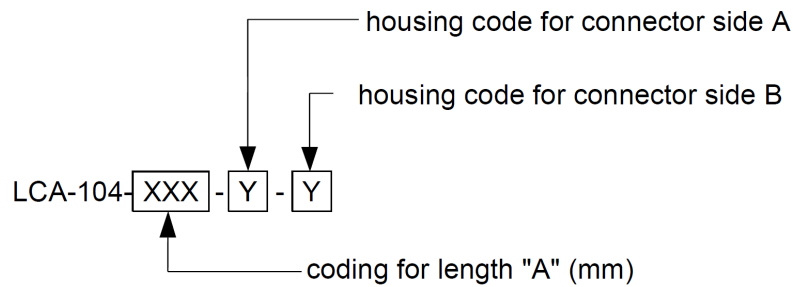 housing code for connector side A
housing code for connector side B
LCA-104-XXX - Y - Y
coding for length "A" (mm)